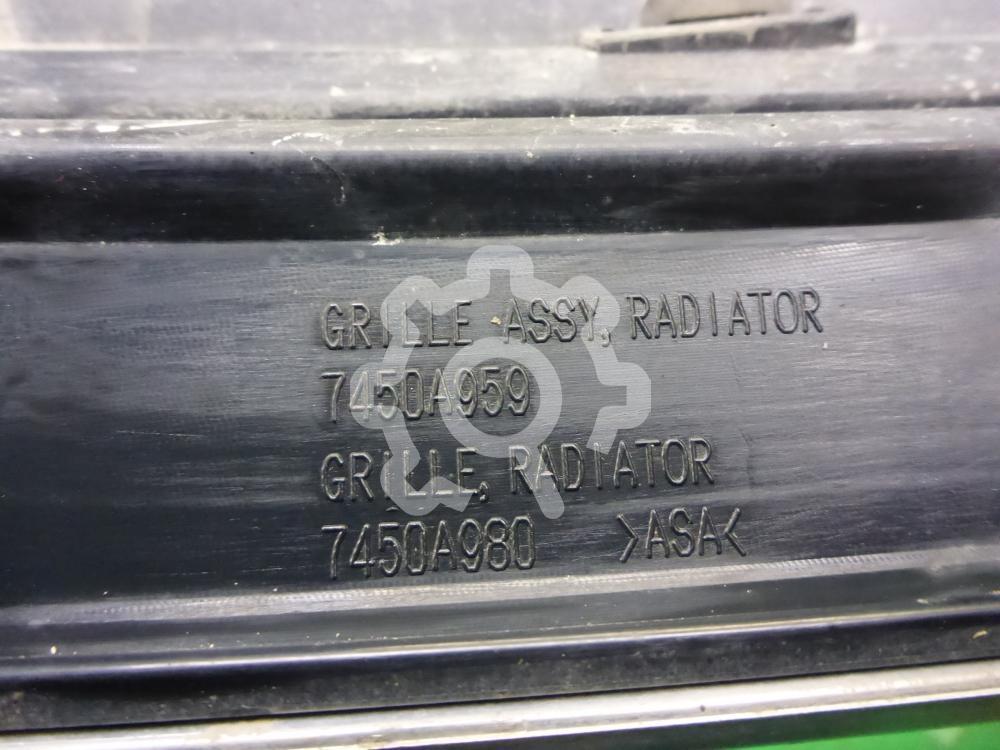 GRILLE ASSY, RADIATOR
7450A959
GRILLE, RADIATOR
7450A980 >ASA<